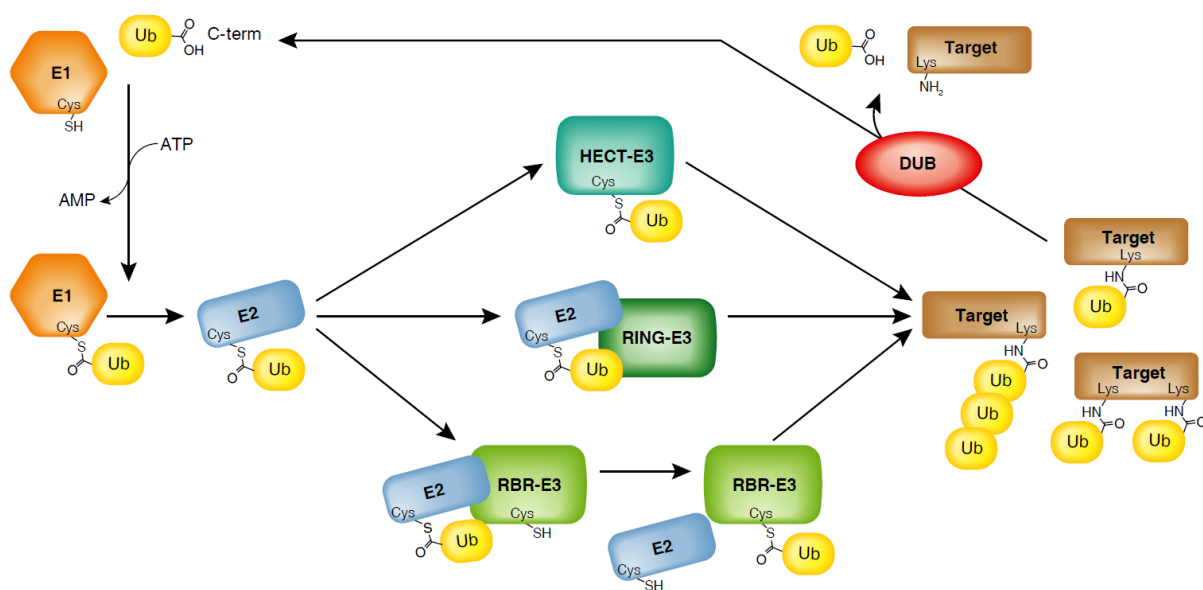 Ub
O
OH
C-term
E1
Cys
SH
ATP
AMP
E1
Cys
S
O
Ub
E2
Cys
S
O
Ub
HECT-E3
Cys
S
O
Ub
E2
Cys
S
O
Ub
RING-E3
E2
Cys
S
O
Ub
RBR-E3
Cys
SH
E2
Cys
SH
RBR-E3
Cys
S
O
Ub
Ub
O
OH
Target
Lys
NH2
DUB
Target
Lys
HN
O
Ub
Target
Lys
HN
O
Ub
Ub
Ub
Target
Lys
Lys
HN
O
Ub
HN
O
Ub